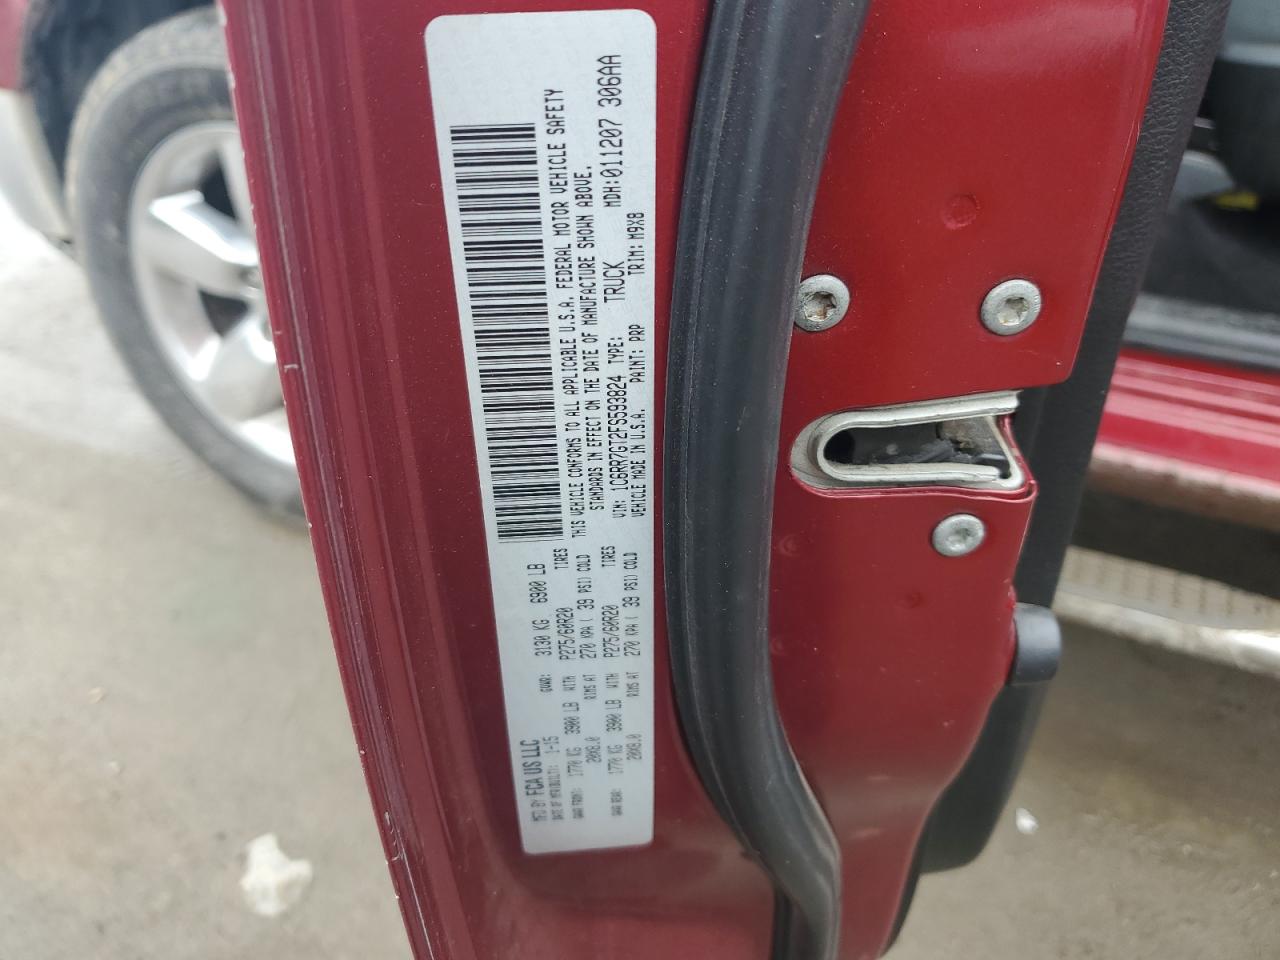 MFD BY: FCA US LLC
DATE OF MFR(BUILT): 1-15 GVWR: 3130 KG 6900 LB
GAWR FRONT: 1770 KG 3900 LB WITH P275/60R20 TIRES
20X8.0 RIMS AT 270 KPA ( 39 PSI) COLD
GAWR REAR: 1770 KG 3900 LB WITH P275/60R20 TIRES
20X8.0 RIMS AT 270 KPA ( 39 PSI) COLD
THIS VEHICLE CONFORMS TO ALL APPLICABLE U.S.A. FEDERAL MOTOR VEHICLE SAFETY
STANDARDS IN EFFECT ON THE DATE OF MANUFACTURE SHOWN ABOVE.
VIN: 1C6RR7GT2FS593824 TYPE: TRUCK MDH:011207 306AA
VEHICLE MADE IN U.S.A. PAINT: PRP TRIM: M9X8